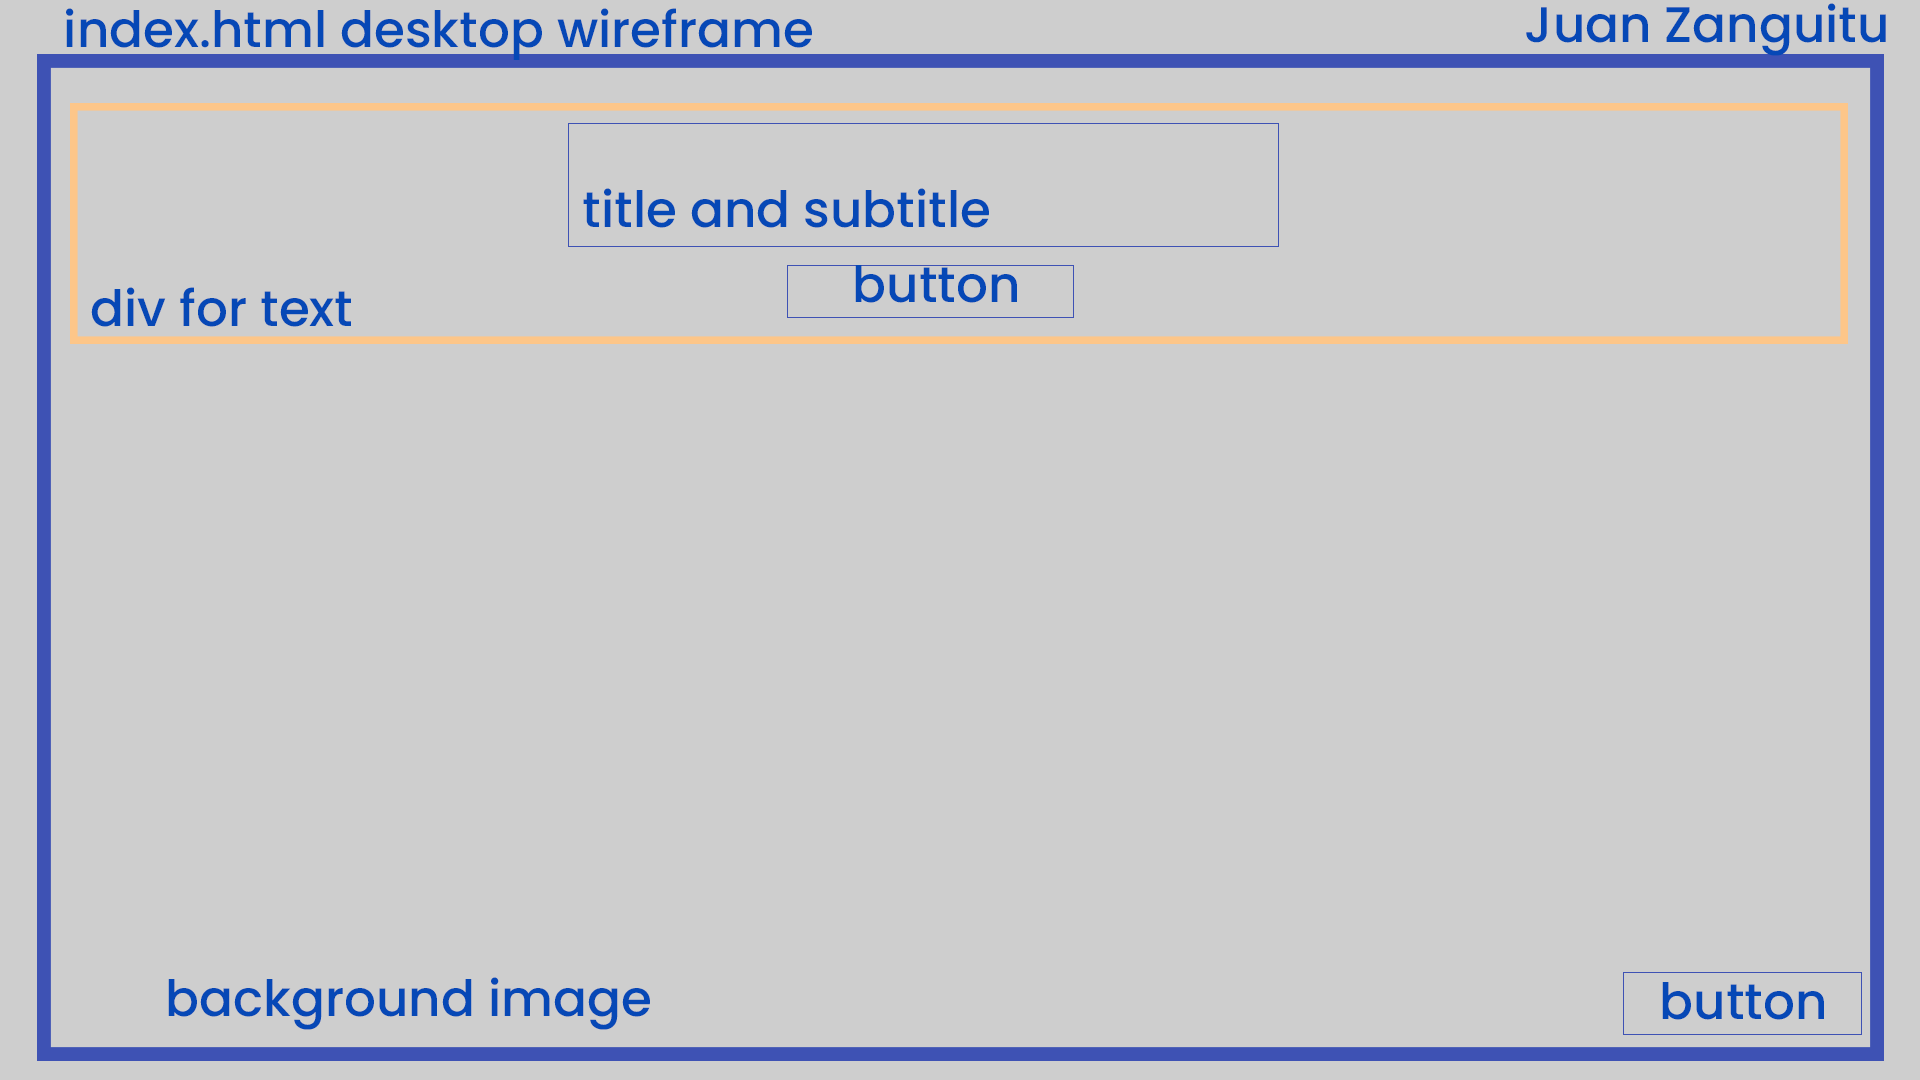 index.html desktop wireframe
Juan Zanguitu
title and subtitle
button
div for text
background image
button